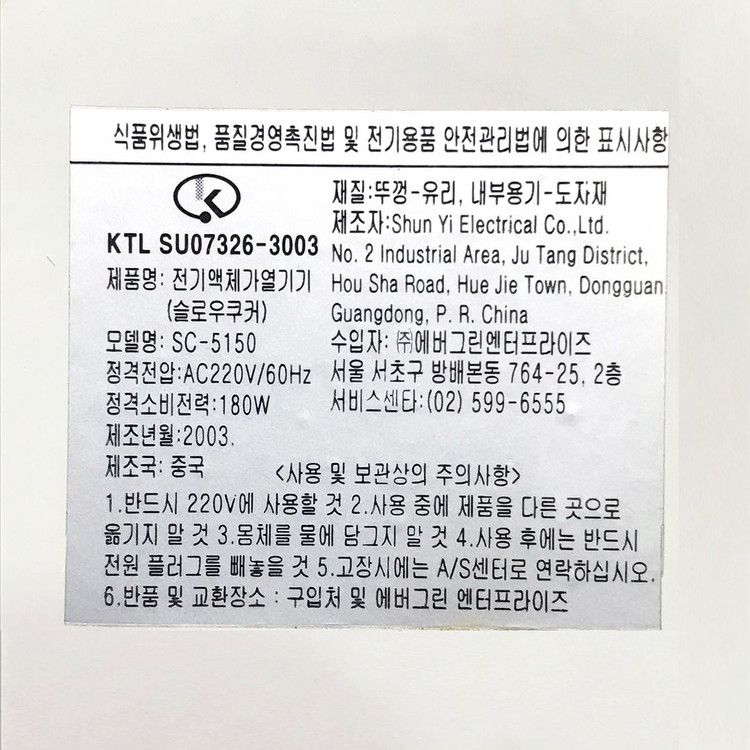 식품위생법, 품질경영촉진법 및 전기용품 안전관리법에 의한 표시사항
KTL SU07326-3003
제품명: 전기액체가열기기
(슬로우쿠커)
모델명: SC-5150
정격전압:AC220V/60Hz
정격소비전력:180W
제조년월:2003.
제조국: 중국
재질:뚜껑-유리, 내부용기-도자재
제조자:Shun Yi Electrical Co.,Ltd.
No. 2 Industrial Area, Ju Tang District,
Hou Sha Road, Hue Jie Town, Dongguan
Guangdong, P. R. China
수입자: ㈜에버그린엔터프라이즈
서울 서초구 방배본동 764-25, 2층
서비스센타:(02) 599-6555
<사용 및 보관상의 주의사항>
1.반드시 220V에 사용할 것 2.사용 중에 제품을 다른 곳으로
옮기지 말 것 3.몸체를 물에 담그지 말 것 4.사용 후에는 반드시
전원 플러그를 빼놓을 것 5.고장시에는 A/S센터로 연락하십시오.
6.반품 및 교환장소 : 구입처 및 에버그린 엔터프라이즈